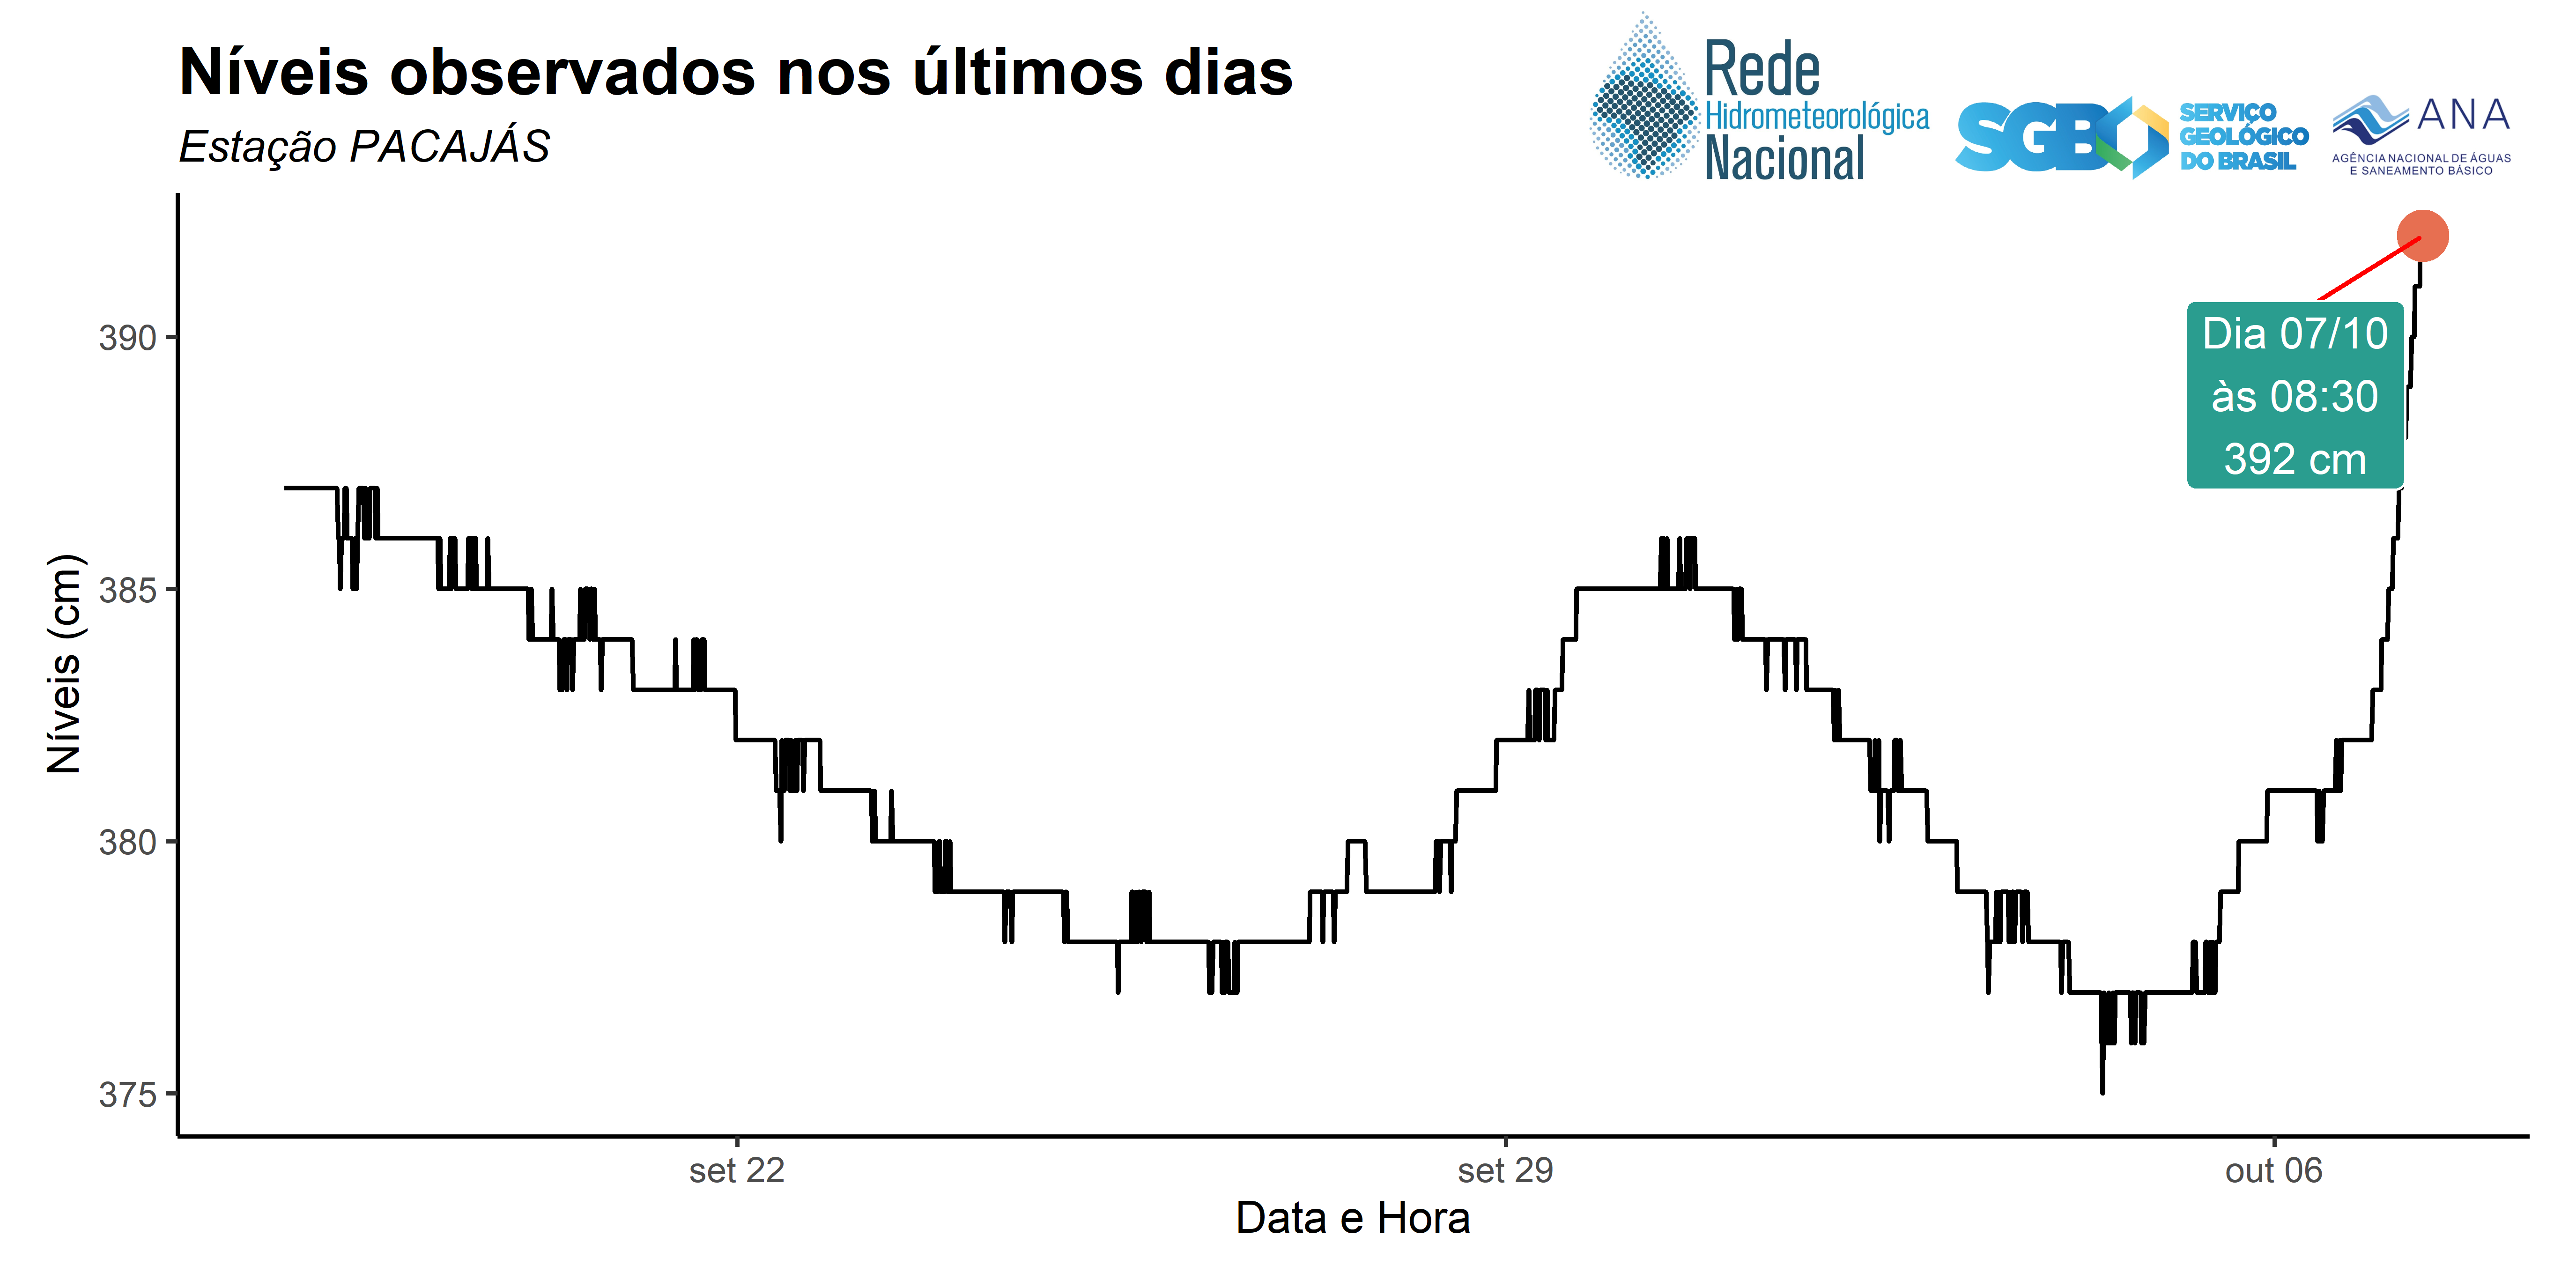 Níveis observados nos últimos dias
Estação PACAJÁS
Rede
Hidrometeorológica
Nacional
SGB
SERVIÇO
GEOLÓGICO
DO BRASIL
ANA
AGÊNCIA NACIONAL DE ÁGUAS
E SANEAMENTO BÁSICO
Níveis (cm)
390
385
380
375
Dia 07/10
às 08:30
392 cm
set 22
set 29
out 06
Data e Hora